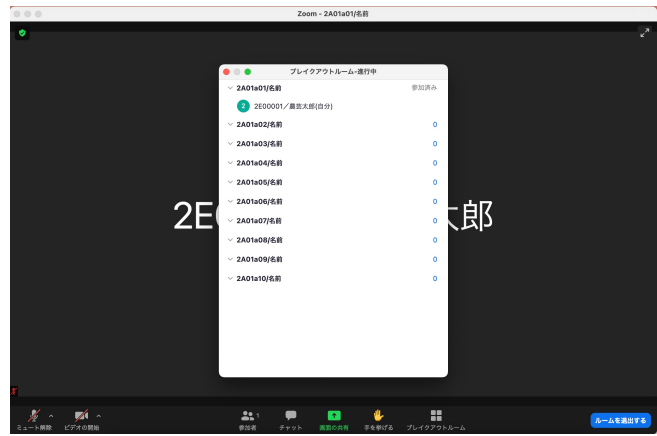 Zoom - 2A01a01/名前
ブレイクアウトルーム-進行中
2A01a01/名前 参加済み
2 2E00001／農芸太郎(自分)
2A01a02/名前 0
2A01a03/名前 0
2A01a04/名前 0
2A01a05/名前 0
2A01a06/名前 0
2E 太郎
2A01a07/名前 0
2A01a08/名前 0
2A01a09/名前 0
2A01a10/名前 0
1
ミュート解除 ビデオの開始 参加者 チャット 画面の共有 手を挙げる ブレイクアウトルーム ルームを退出する